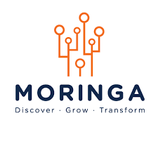 MORINGA
Discover · Grow · Transform